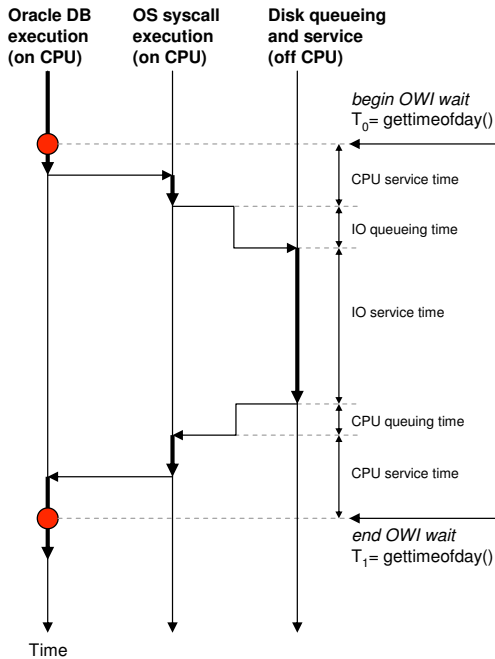 Oracle DB
execution
(on CPU)
OS syscall
execution
(on CPU)
Disk queueing
and service
(off CPU)
begin OWI wait
T0= gettimeofday()
CPU service time
IO queueing time
IO service time
CPU queuing time
CPU service time
end OWI wait
T1= gettimeofday()
Time